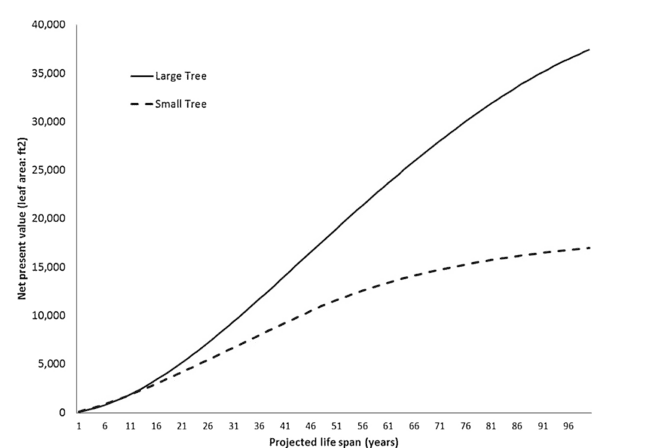 40,000
35,000
30,000
25,000
20,000
15,000
10,000
5,000
0
Net present value (leaf area: ft2)
Large Tree
Small Tree
1 6 11 16 21 26 31 36 41 46 51 56 61 66 71 76 81 86 91 96
Projected life span (years)